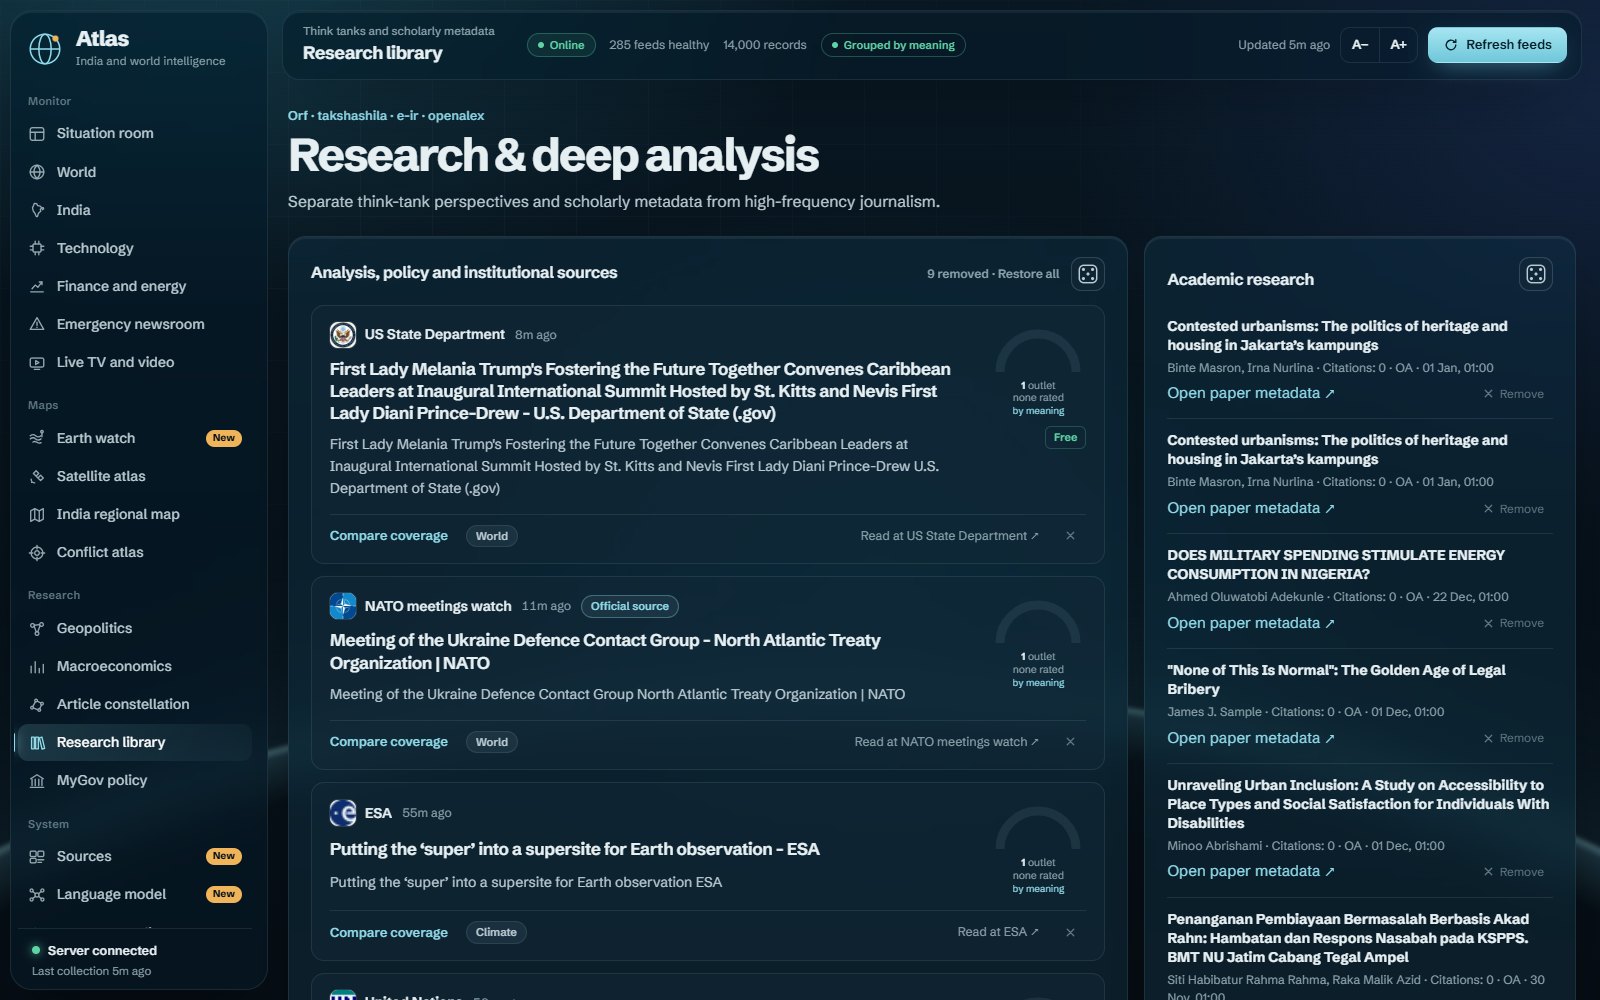 Atlas
India and world intelligence
Monitor
Situation room
World
India
Technology
Finance and energy
Emergency newsroom
Live TV and video
Maps
Earth watch New
Satellite atlas
India regional map
Conflict atlas
Research
Geopolitics
Macroeconomics
Article constellation
Research library
MyGov policy
System
Sources New
Language model New
Server connected
Last collection 5m ago
Think tanks and scholarly metadata
Research library
Online 285 feeds healthy 14,000 records Grouped by meaning
Updated 5m ago A− A+ Refresh feeds
Orf · takshashila · e-ir · openalex
Research & deep analysis
Separate think-tank perspectives and scholarly metadata from high-frequency journalism.
Analysis, policy and institutional sources
9 removed · Restore all
US State Department 8m ago
First Lady Melania Trump's Fostering the Future Together Convenes Caribbean
Leaders at Inaugural International Summit Hosted by St. Kitts and Nevis First
Lady Diani Prince-Drew - U.S. Department of State (.gov)
First Lady Melania Trump's Fostering the Future Together Convenes Caribbean Leaders at
Inaugural International Summit Hosted by St. Kitts and Nevis First Lady Diani Prince-Drew U.S.
Department of State (.gov)
1 outlet
none rated
by meaning
Free
Compare coverage World Read at US State Department ↗ ×
NATO meetings watch 11m ago Official source
Meeting of the Ukraine Defence Contact Group - North Atlantic Treaty
Organization | NATO
Meeting of the Ukraine Defence Contact Group North Atlantic Treaty Organization | NATO
1 outlet
none rated
by meaning
Compare coverage World Read at NATO meetings watch ↗ ×
ESA 55m ago
Putting the ‘super’ into a supersite for Earth observation - ESA
Putting the ‘super’ into a supersite for Earth observation ESA
1 outlet
none rated
by meaning
Compare coverage Climate Read at ESA ↗ ×
Academic research
Contested urbanisms: The politics of heritage and
housing in Jakarta's kampungs
Binte Masron, Irna Nurlina · Citations: 0 · OA · 01 Jan, 01:00
Open paper metadata ↗ × Remove
Contested urbanisms: The politics of heritage and
housing in Jakarta's kampungs
Binte Masron, Irna Nurlina · Citations: 0 · OA · 01 Jan, 01:00
Open paper metadata ↗ × Remove
DOES MILITARY SPENDING STIMULATE ENERGY
CONSUMPTION IN NIGERIA?
Ahmed Oluwatobi Adekunle · Citations: 0 · OA · 22 Dec, 01:00
Open paper metadata ↗ × Remove
"None of This Is Normal": The Golden Age of Legal
Bribery
James J. Sample · Citations: 0 · OA · 01 Dec, 01:00
Open paper metadata ↗ × Remove
Unraveling Urban Inclusion: A Study on Accessibility to
Place Types and Social Satisfaction for Individuals With
Disabilities
Minoo Abrishami · Citations: 0 · OA · 01 Dec, 01:00
Open paper metadata ↗ × Remove
Penanganan Pembiayaan Bermasalah Berbasis Akad
Rahn: Hambatan dan Respons Nasabah pada KSPPS.
BMT NU Jatim Cabang Tegal Ampel
Siti Habibatur Rahma Rahma, Raka Malik Azid · Citations: 0 · OA · 30
Nov, 01:00